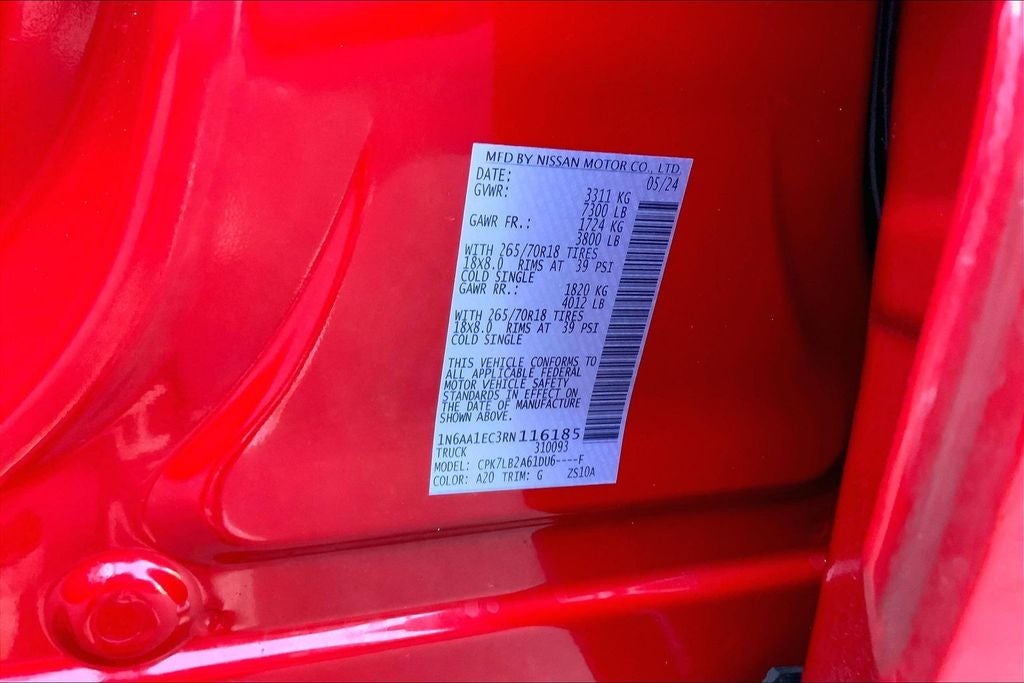 MFD BY NISSAN MOTOR CO., LTD.
DATE: 05/24
GVWR: 3311 KG
7300 LB
GAWR FR.: 1724 KG
3800 LB
WITH 265/70R18 TIRES
18X8.0 RIMS AT 39 PSI
COLD SINGLE
GAWR RR.: 1820 KG
4012 LB
WITH 265/70R18 TIRES
18X8.0 RIMS AT 39 PSI
COLD SINGLE
THIS VEHICLE CONFORMS TO
ALL APPLICABLE FEDERAL
MOTOR VEHICLE SAFETY
STANDARDS IN EFFECT ON
THE DATE OF MANUFACTURE
SHOWN ABOVE.
1N6AA1EC3RN116185
TRUCK 310093
MODEL: CPK7LB2A61DU6----F
COLOR: A20 TRIM: G ZS10A